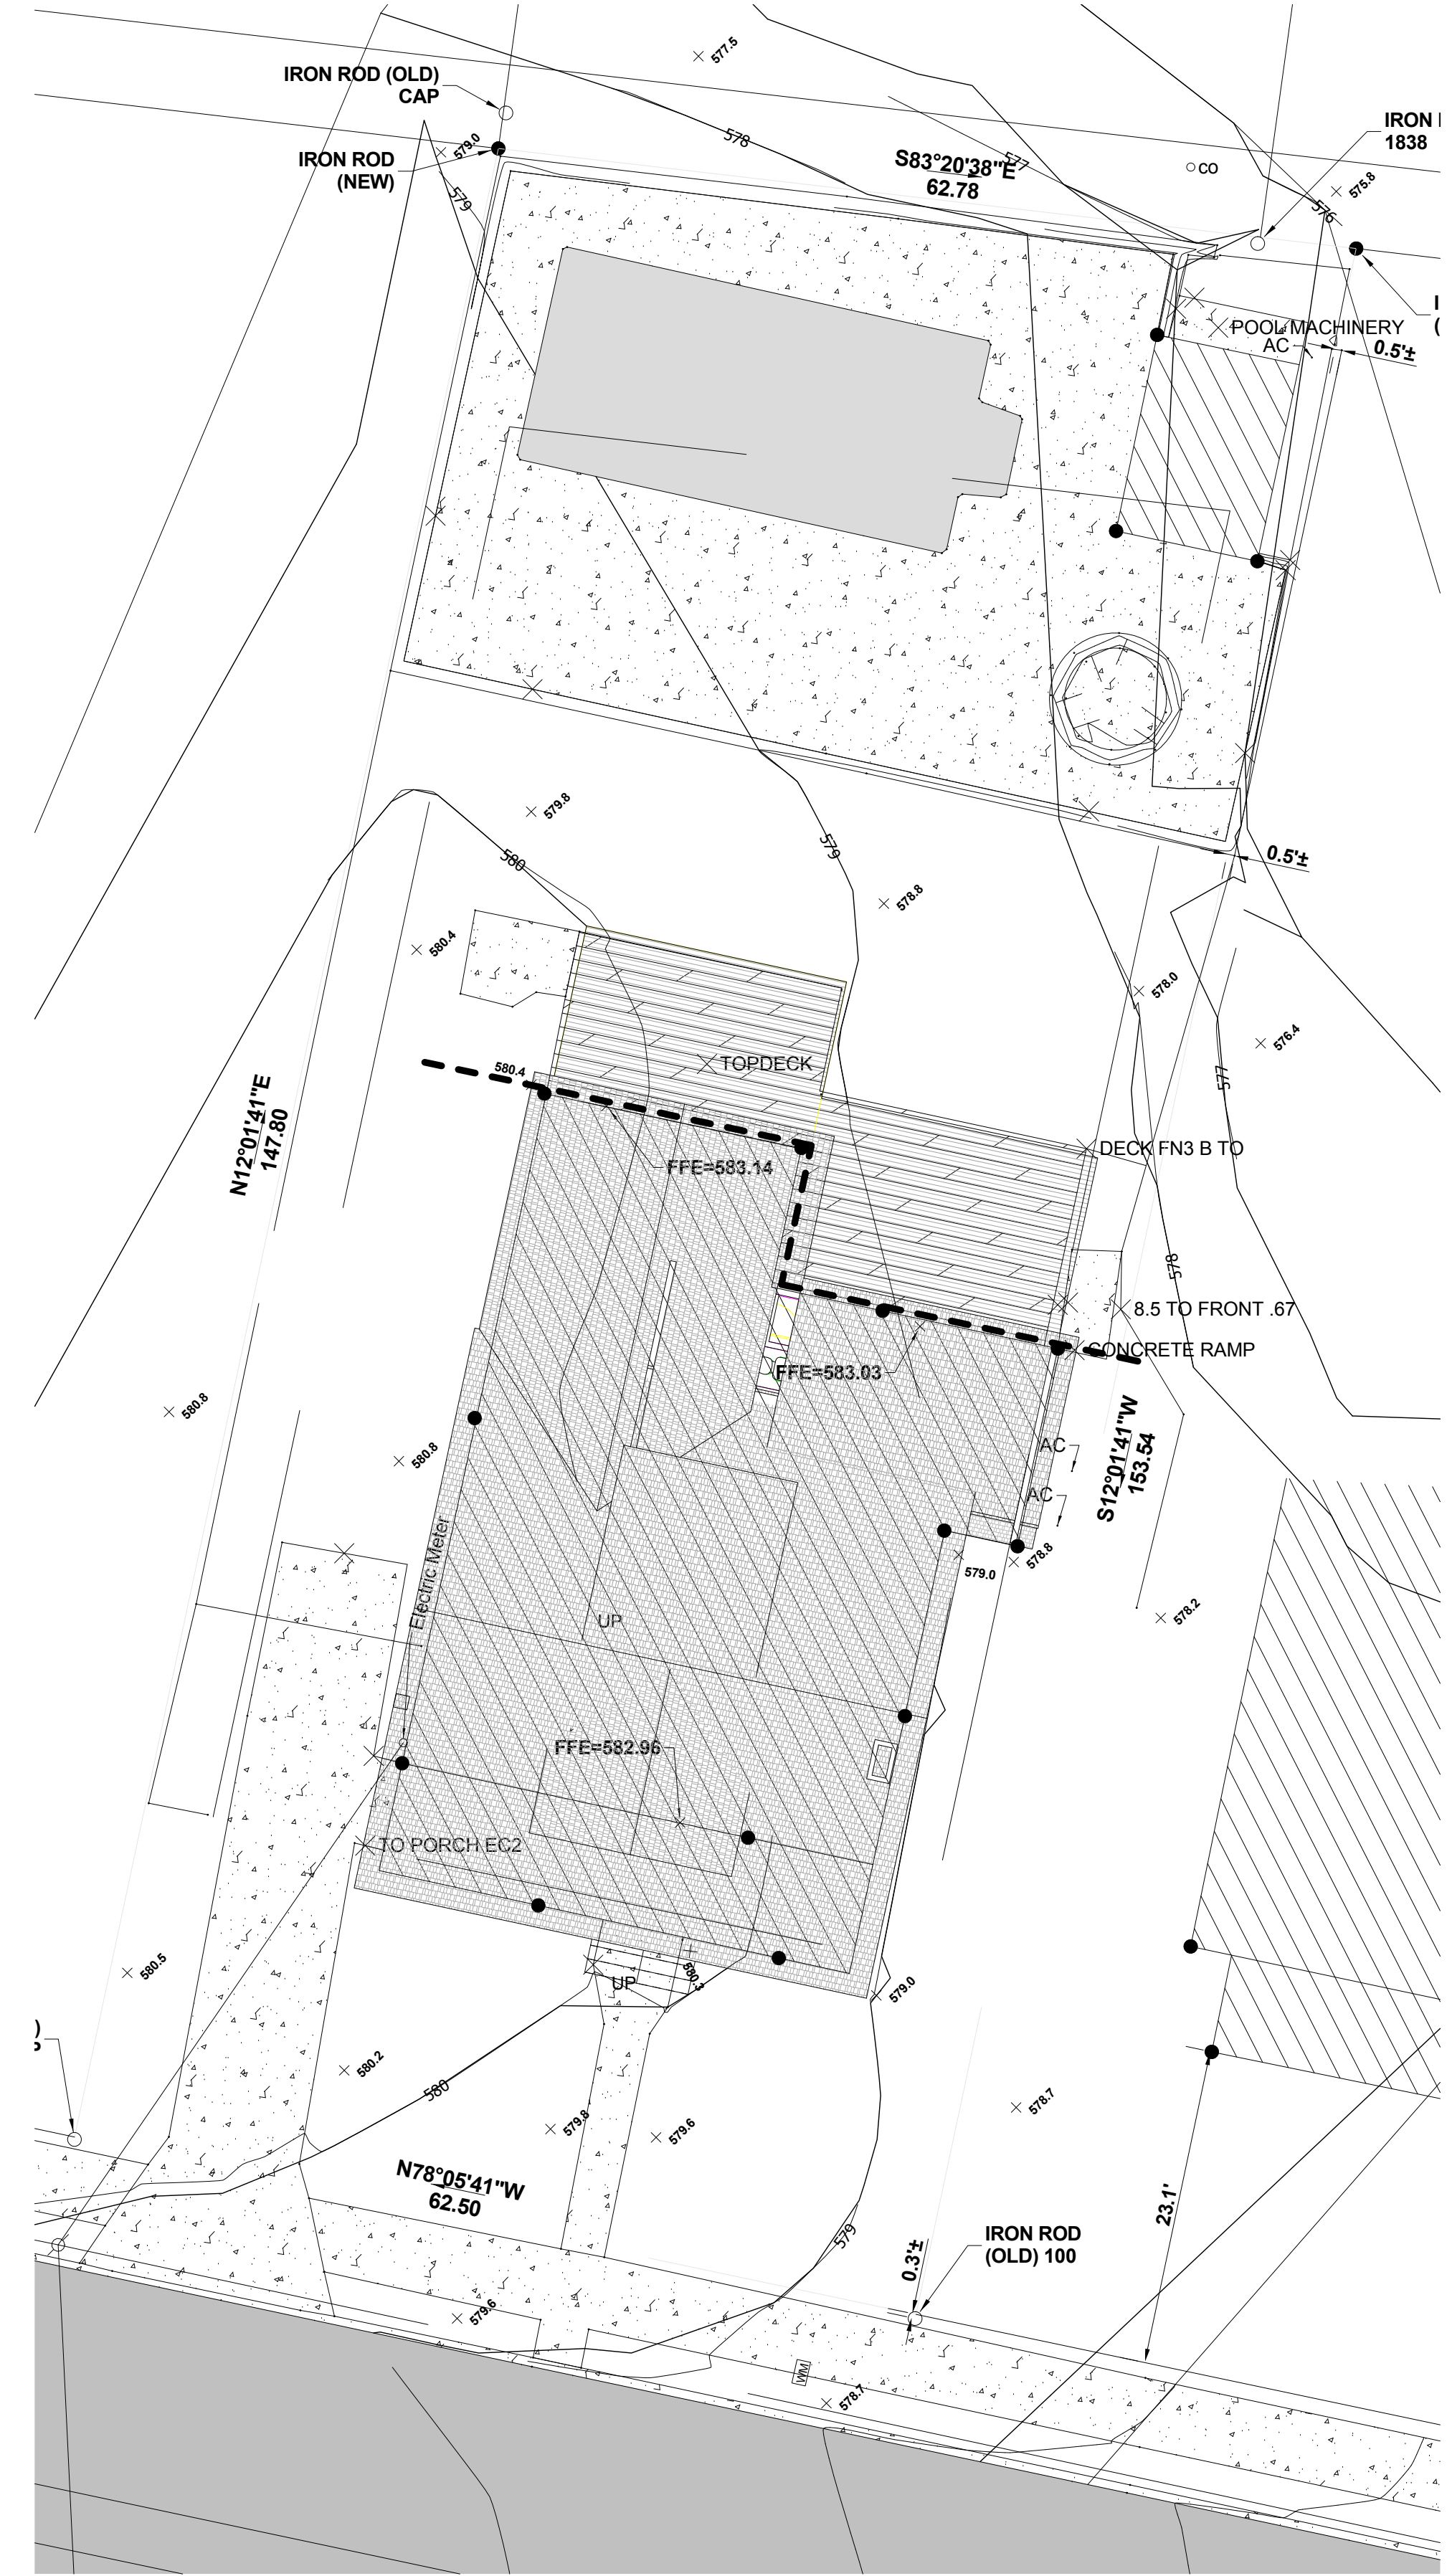 577.5
IRON ROD (OLD)
CAP
578
IRON
1838
579.0
IRON ROD
(NEW)
S83°20'38"E
62.78
577
CO
575.8
576
579
POOL MACHINERY
AC
0.5'±
579.8
580
579
0.5'±
578.8
580.4
578.0
576.4
577
TOPDECK
580.4
N12°01'41"E
147.80
DECK FN3 B TO
FFE=583.14
578
8.5 TO FRONT .67
CONCRETE RAMP
FFE=583.03
580.8
580.8
AC
S12°01'41"W
153.54
AC
Electric Meter
579.0
578.8
578.2
UP
FFE=582.96
TO PORCH EC2
580.5
UP
580.3
579.0
580.2
580
579.8
579.6
578.7
N78°05'41"W
62.50
23.1'
579
0.3'±
IRON ROD
(OLD) 100
579.6
WM
578.7